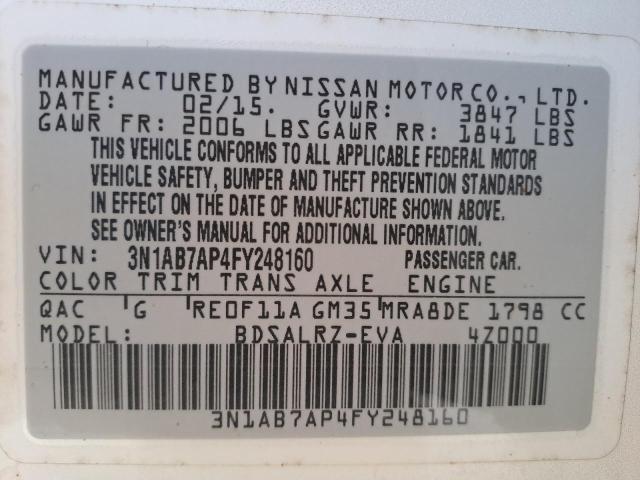 MANUFACTURED BY NISSAN MOTOR CO., LTD.
DATE: 02/15. GVWR: 3847 LBS
GAWR FR: 2006 LBS GAWR RR: 1841 LBS
THIS VEHICLE CONFORMS TO ALL APPLICABLE FEDERAL MOTOR
VEHICLE SAFETY, BUMPER AND THEFT PREVENTION STANDARDS
IN EFFECT ON THE DATE OF MANUFACTURE SHOWN ABOVE.
SEE OWNER'S MANUAL FOR ADDITIONAL INFORMATION.
VIN: 3N1AB7AP4FY248160 PASSENGER CAR.
COLOR TRIM TRANS AXLE ENGINE
QAC G RE0F11A GM35 MRA8DE 1798 CC
MODEL: BDSALRZ-EVA 4Z000
3N1AB7AP4FY248160